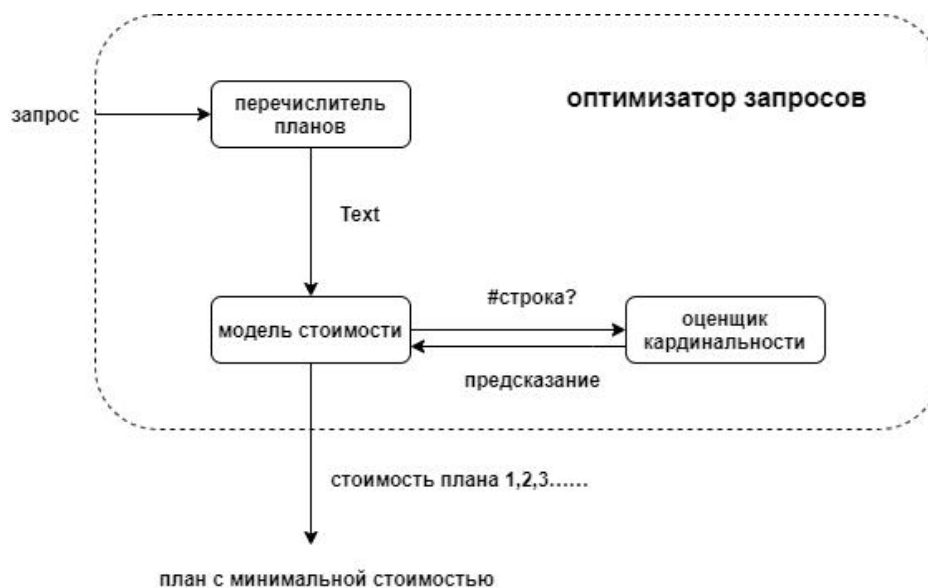 оптимизатор запросов
запрос
перечислитель
планов
Text
#строка?
модель стоимости
оценщик
кардинальности
предсказание
стоимость плана 1,2,3……
план с минимальной стоимостью